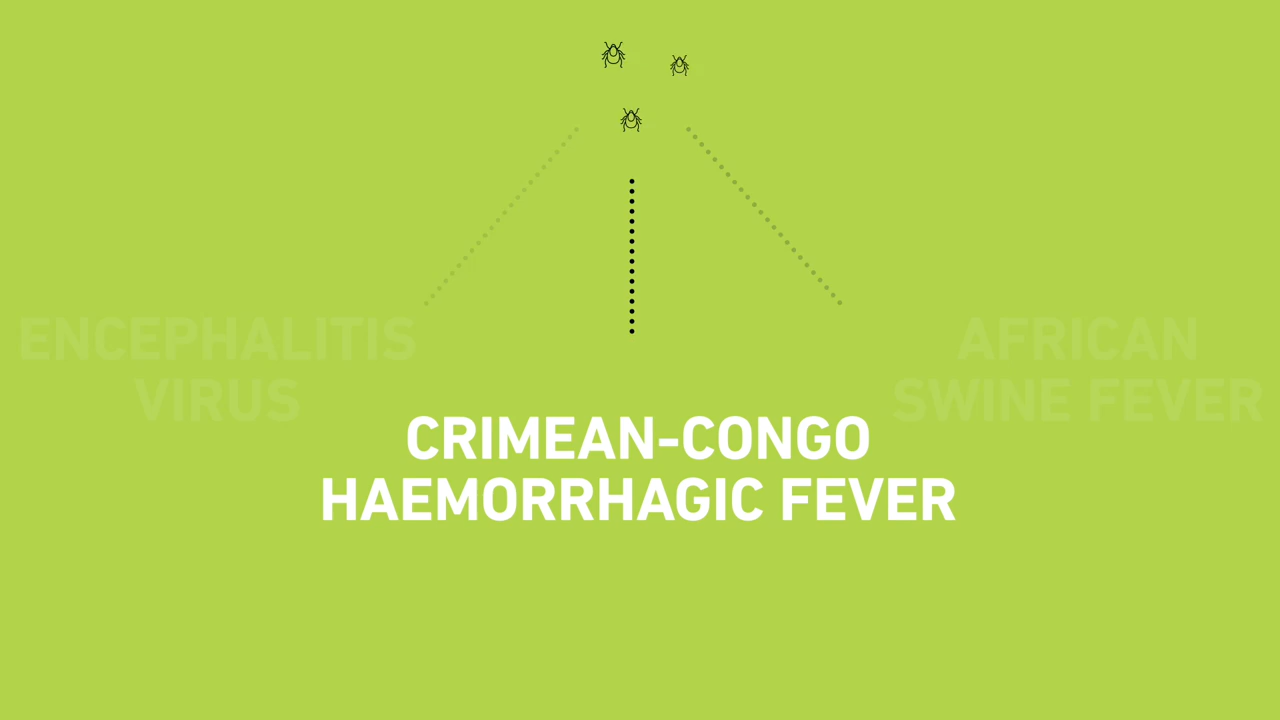 ENCEPHALITIS
VIRUS
AFRICAN
SWINE FEVER
CRIMEAN-CONGO
HAEMORRHAGIC FEVER